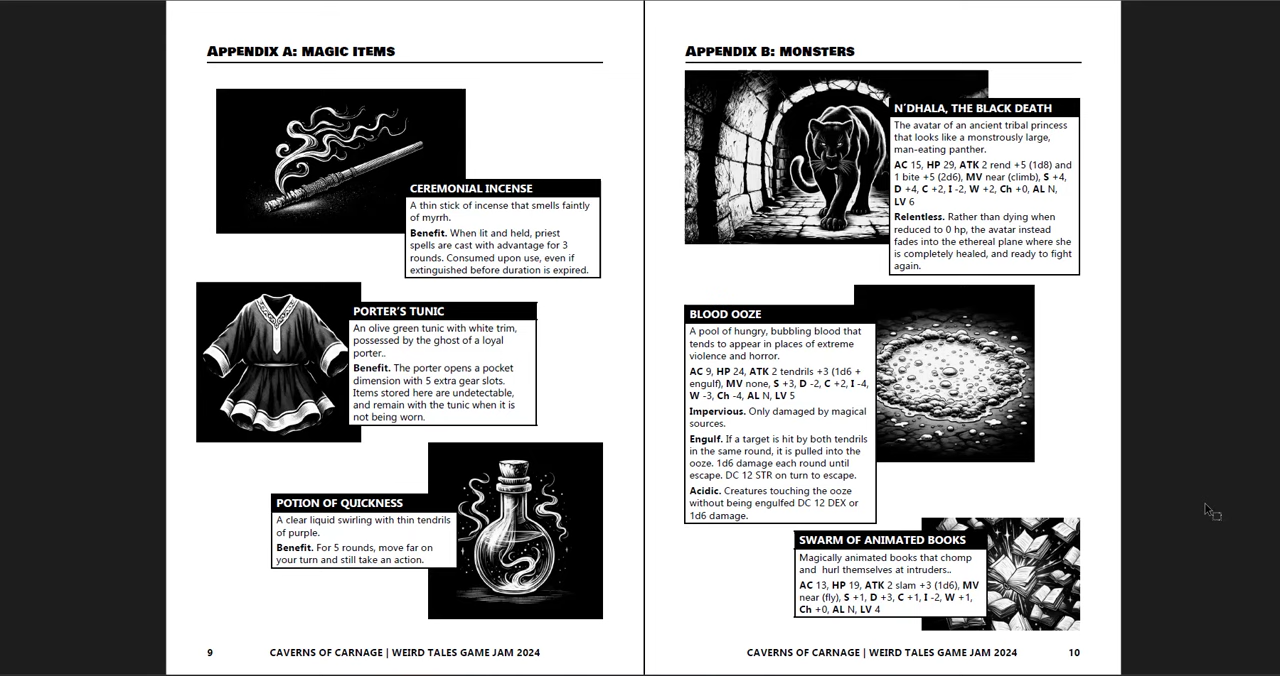 APPENDIX A: MAGIC ITEMS
CEREMONIAL INCENSE
A thin stick of incense that smells faintly
of myrrh.
Benefit. When lit and held, priest
spells are cast with advantage for 3
rounds. Consumed upon use, even if
extinguished before duration is expired.
PORTER'S TUNIC
An olive green tunic with white trim,
possessed by the ghost of a loyal
porter..
Benefit. The porter opens a pocket
dimension with 5 extra gear slots.
Items stored here are undetectable,
and remain with the tunic when it is
not being worn.
POTION OF QUICKNESS
A clear liquid swirling with thin tendrils
of purple.
Benefit. For 5 rounds, move far on
your turn and still take an action.
9 CAVERNS OF CARNAGE | WEIRD TALES GAME JAM 2024
APPENDIX B: MONSTERS
N'DHALA, THE BLACK DEATH
The avatar of an ancient tribal princess
that looks like a monstrously large,
man-eating panther.
AC 15, HP 29, ATK 2 rend +5 (1d8) and
1 bite +5 (2d6), MV near (climb), S +4,
D +4, C +2, I -2, W +2, Ch +0, AL N,
LV 6
Relentless. Rather than dying when
reduced to 0 hp, the avatar instead
fades into the ethereal plane where she
is completely healed, and ready to fight
again.
BLOOD OOZE
A pool of hungry, bubbling blood that
tends to appear in places of extreme
violence and horror.
AC 9, HP 24, ATK 2 tendrils +3 (1d6 +
engulf), MV none, S +3, D -2, C +2, I -4,
W -3, Ch -4, AL N, LV 5
Impervious. Only damaged by magical
sources.
Engulf. If a target is hit by both tendrils
in the same round, it is pulled into the
ooze. 1d6 damage each round until
escape. DC 12 STR on turn to escape.
Acidic. Creatures touching the ooze
without being engulfed DC 12 DEX or
1d6 damage.
SWARM OF ANIMATED BOOKS
Magically animated books that chomp
and hurl themselves at intruders..
AC 13, HP 19, ATK 2 slam +3 (1d6), MV
near (fly), S +1, D +3, C +1, I -2, W +1,
Ch +0, AL N, LV 4
CAVERNS OF CARNAGE | WEIRD TALES GAME JAM 2024 10